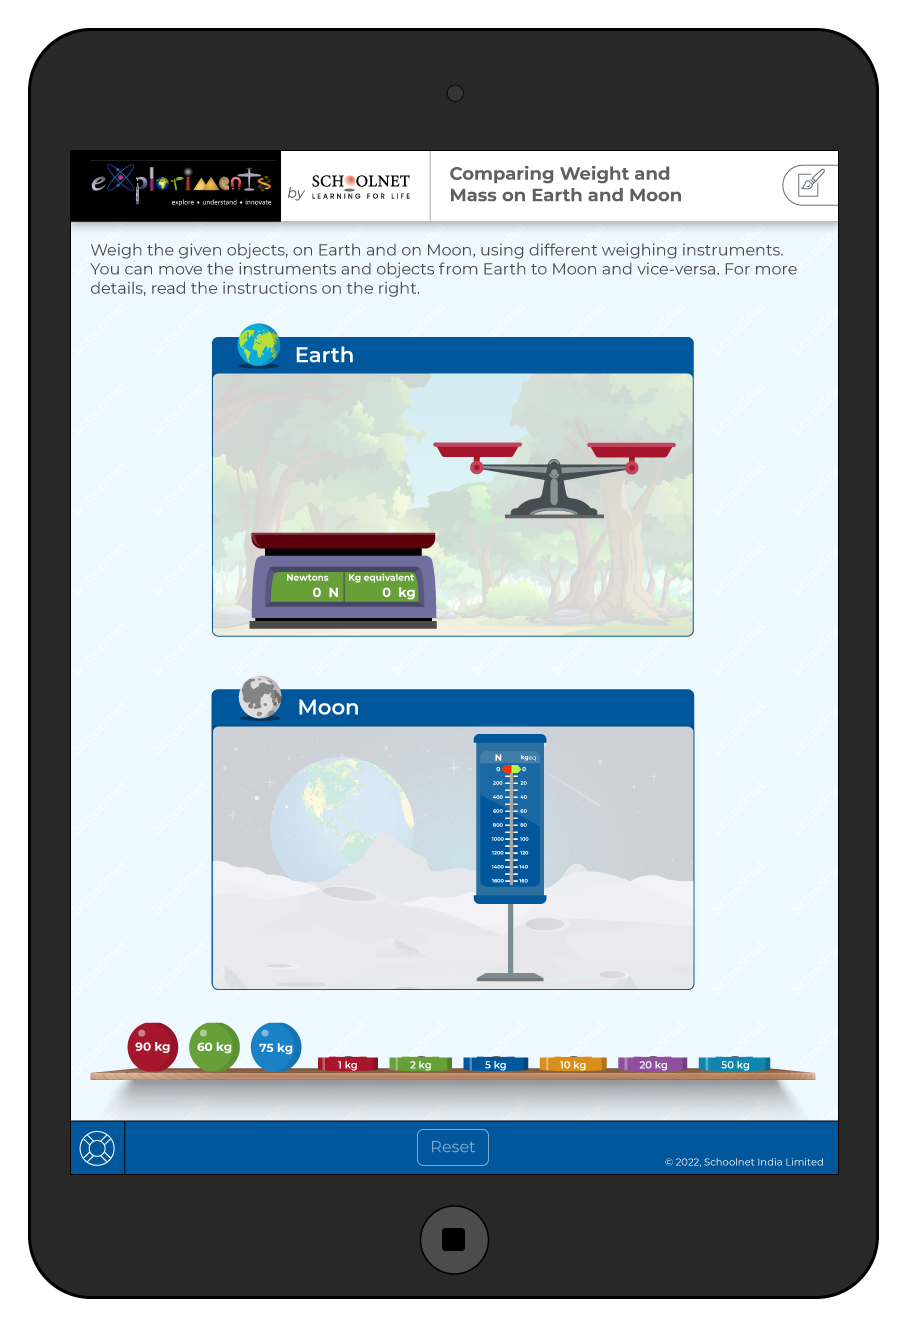 eXploriments
explore • understand • innovate
by SCHOOLNET
LEARNING FOR LIFE
Comparing Weight and
Mass on Earth and Moon
Weigh the given objects, on Earth and on Moon, using different weighing instruments.
You can move the instruments and objects from Earth to Moon and vice-versa. For more
details, read the instructions on the right.
Earth
Newtons Kg equivalent
0 N 0 kg
Moon
N kgeq
0 0
200 20
400 40
600 60
800 80
1000 100
1200 120
1400 140
1600 160
90 kg 60 kg 75 kg 1 kg 2 kg 5 kg 10 kg 20 kg 50 kg
Reset
© 2022, Schoolnet India Limited